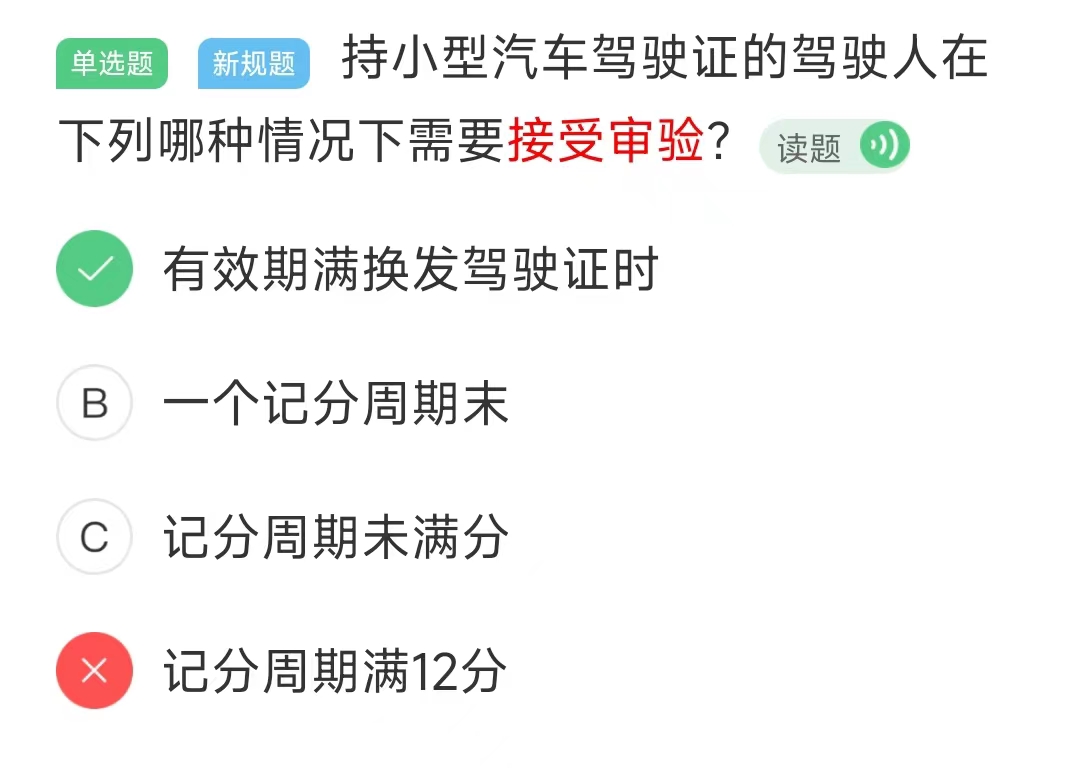 单选题 新规题 持小型汽车驾驶证的驾驶人在
下列哪种情况下需要接受审验? 读题
有效期满换发驾驶证时
B 一个记分周期末
C 记分周期未满分
记分周期满12分